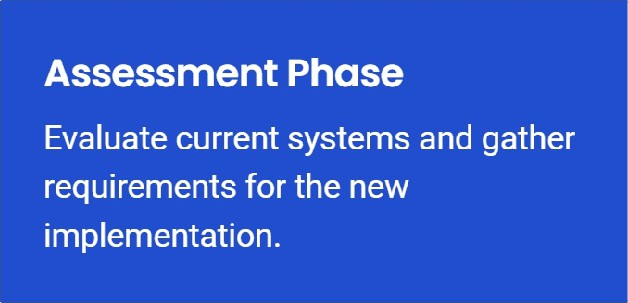 Assessment Phase
Evaluate current systems and gather
requirements for the new
implementation.